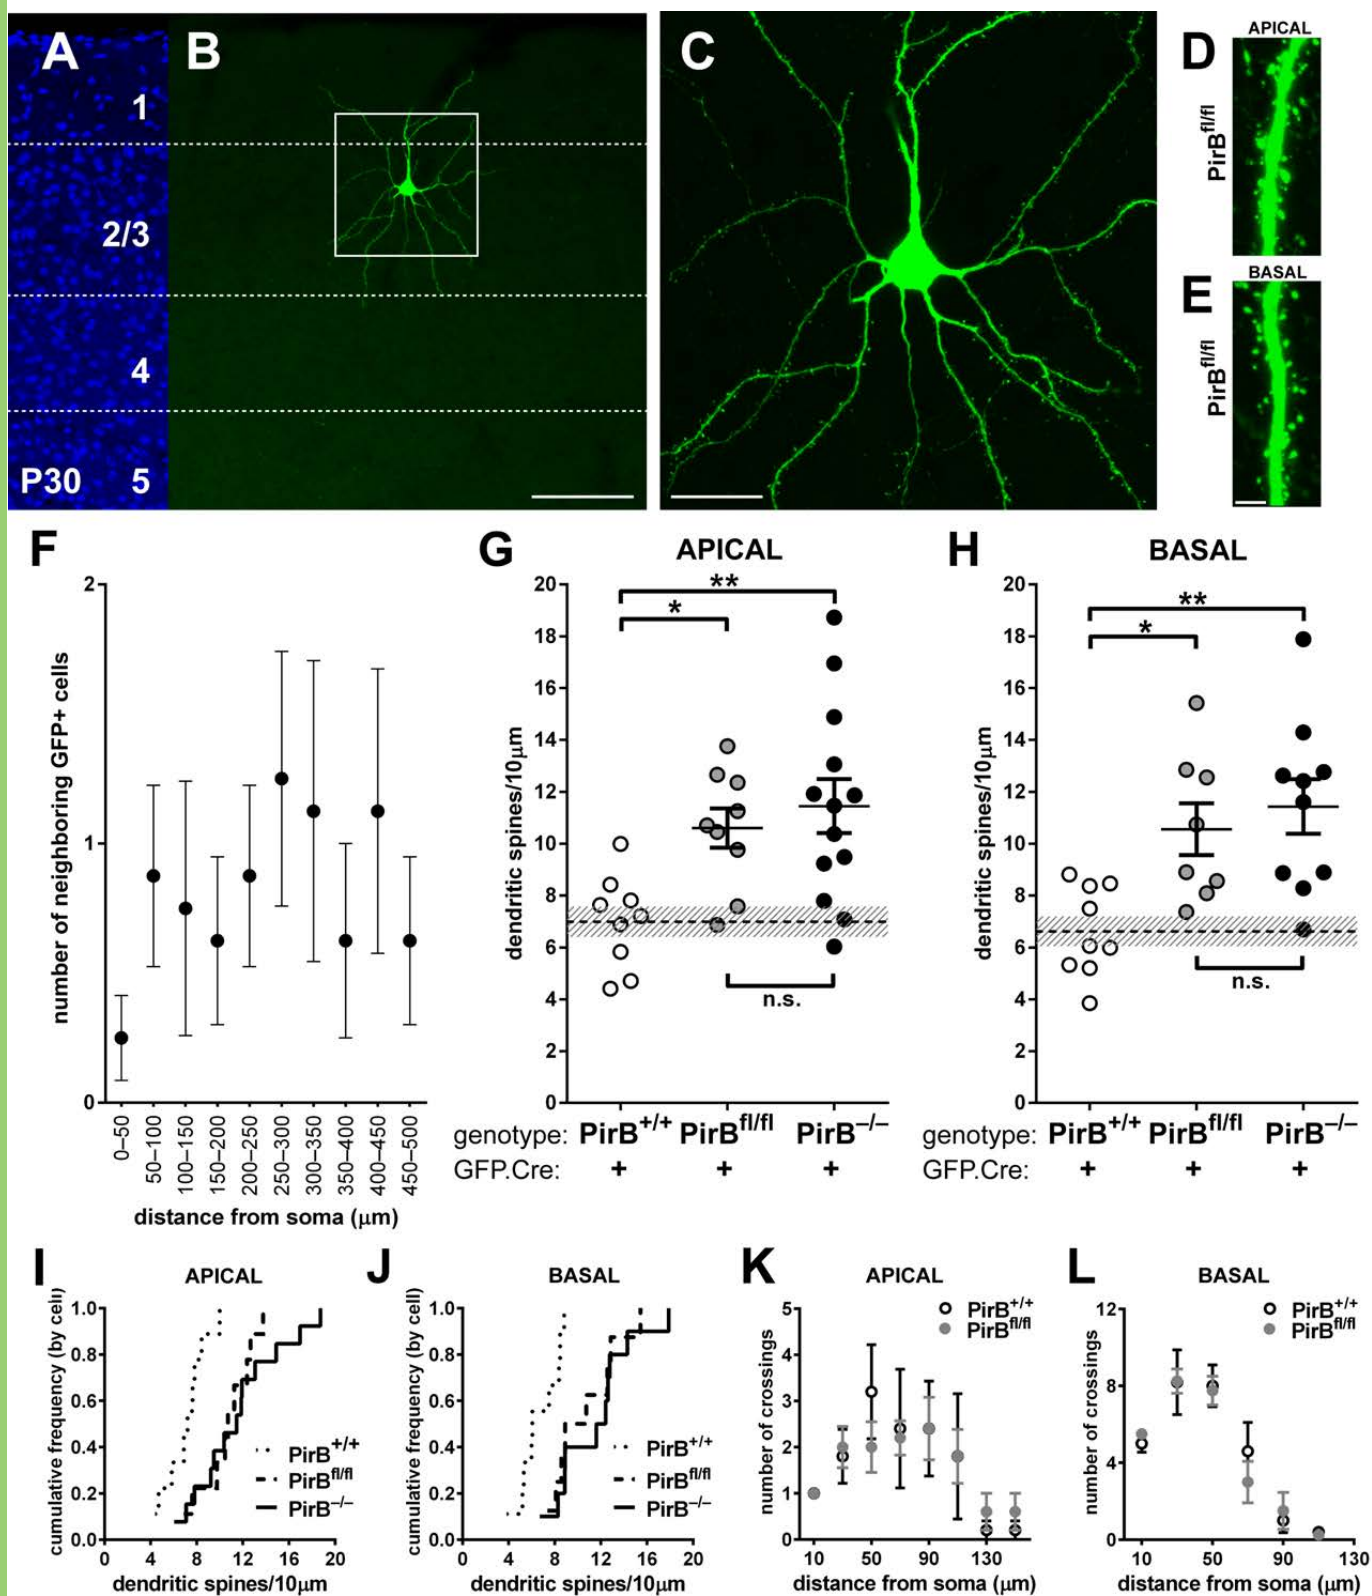 A
B
C
D
APICAL
PirB^fl/fl
1
2/3
4
P30
5
E
BASAL
PirB^fl/fl
F
number of neighboring GFP+ cells
2
1
0
0–50
50–100
100–150
150–200
200–250
250–300
300–350
350–400
400–450
450–500
distance from soma (μm)
G
APICAL
dendritic spines/10μm
20
18
16
14
12
10
8
6
4
2
0
**
*
n.s.
genotype: PirB^+/+ PirB^fl/fl PirB^–/–
GFP.Cre: + + +
H
BASAL
dendritic spines/10μm
20
18
16
14
12
10
8
6
4
2
0
**
*
n.s.
genotype: PirB^+/+ PirB^fl/fl PirB^–/–
GFP.Cre: + + +
I
APICAL
cumulative frequency (by cell)
1.0
0.8
0.6
0.4
0.2
0.0
PirB^+/+
PirB^fl/fl
PirB^–/–
0 4 8 12 16 20
dendritic spines/10μm
J
BASAL
cumulative frequency (by cell)
1.0
0.8
0.6
0.4
0.2
0.0
PirB^+/+
PirB^fl/fl
PirB^–/–
0 4 8 12 16 20
dendritic spines/10μm
K
APICAL
PirB^+/+
PirB^fl/fl
number of crossings
5
4
3
2
1
0
10 50 90 130
distance from soma (μm)
L
BASAL
PirB^+/+
PirB^fl/fl
number of crossings
12
8
4
0
10 50 90 130
distance from soma (μm)